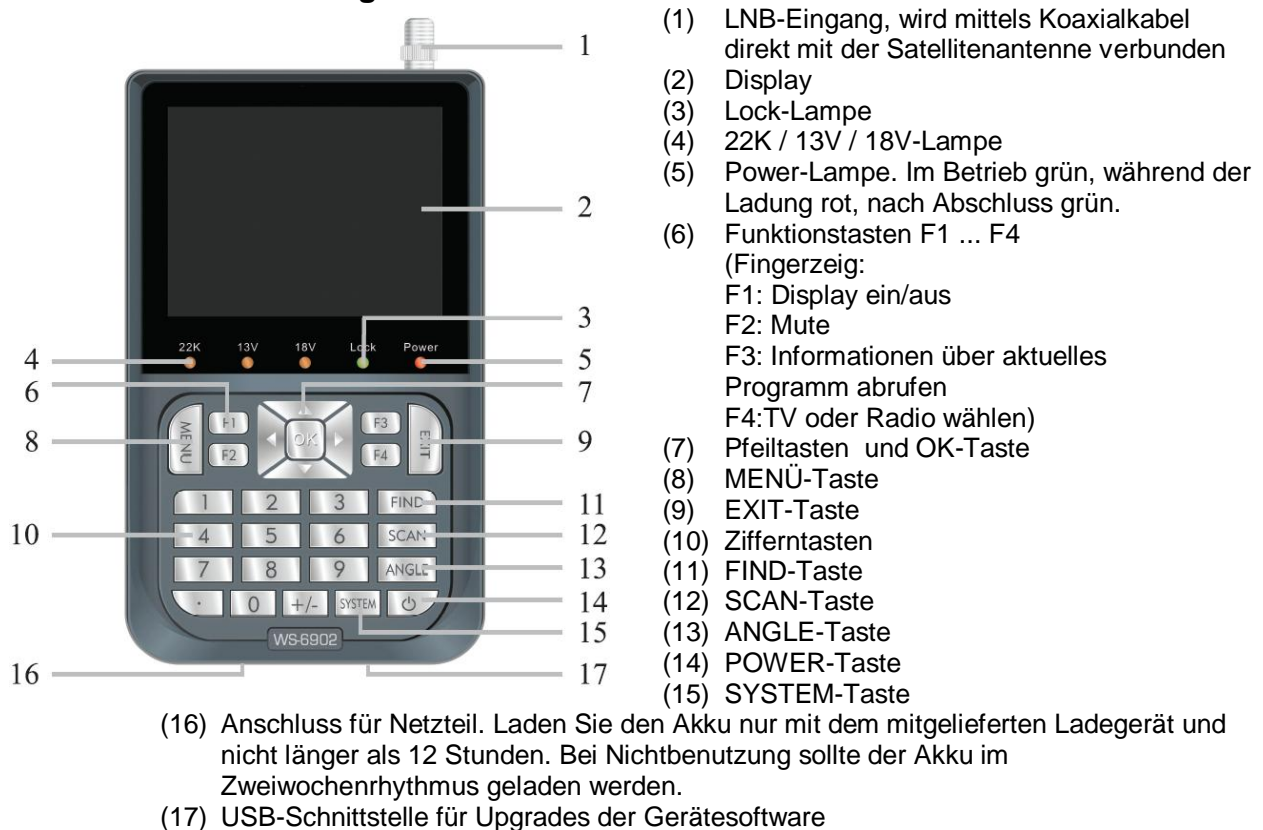 (1) LNB-Eingang, wird mittels Koaxialkabel
direkt mit der Satellitenantenne verbunden
(2) Display
(3) Lock-Lampe
(4) 22K / 13V / 18V-Lampe
(5) Power-Lampe. Im Betrieb grün, während der
Ladung rot, nach Abschluss grün.
(6) Funktionstasten F1 ... F4
(Fingerzeig:
F1: Display ein/aus
F2: Mute
F3: Informationen über aktuelles
Programm abrufen
F4:TV oder Radio wählen)
(7) Pfeiltasten und OK-Taste
(8) MENÜ-Taste
(9) EXIT-Taste
(10) Zifferntasten
(11) FIND-Taste
(12) SCAN-Taste
(13) ANGLE-Taste
(14) POWER-Taste
(15) SYSTEM-Taste
(16) Anschluss für Netzteil. Laden Sie den Akku nur mit dem mitgelieferten Ladegerät und
nicht länger als 12 Stunden. Bei Nichtbenutzung sollte der Akku im
Zweiwochenrhythmus geladen werden.
(17) USB-Schnittstelle für Upgrades der Gerätesoftware
1
2
3
4
5
6
7
8
9
10
11
12
13
14
15
16
17
22K 13V 18V Lock Power
MENU F1 F2 OK F3 F4 EXIT
1 2 3 FIND
4 5 6 SCAN
7 8 9 ANGLE
. 0 +/- SYSTEM
WS-6902